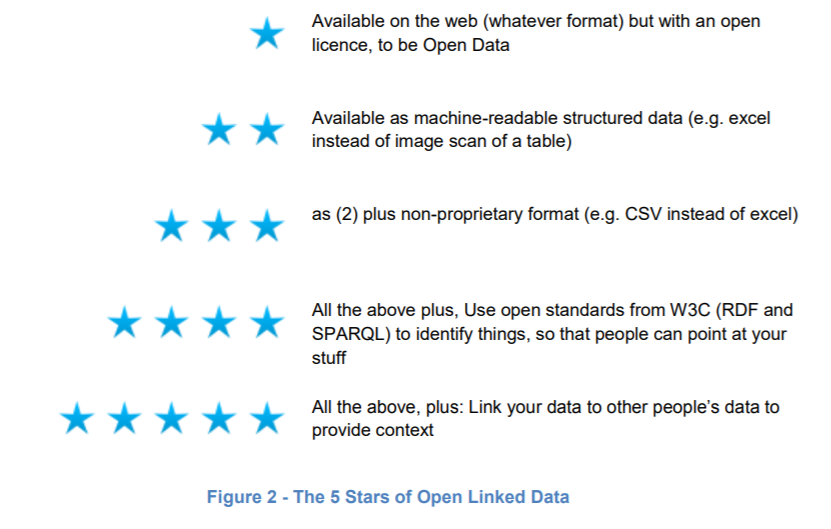 Available on the web (whatever format) but with an open
licence, to be Open Data
Available as machine-readable structured data (e.g. excel
instead of image scan of a table)
as (2) plus non-proprietary format (e.g. CSV instead of excel)
All the above plus, Use open standards from W3C (RDF and
SPARQL) to identify things, so that people can point at your
stuff
All the above, plus: Link your data to other people's data to
provide context
Figure 2 - The 5 Stars of Open Linked Data